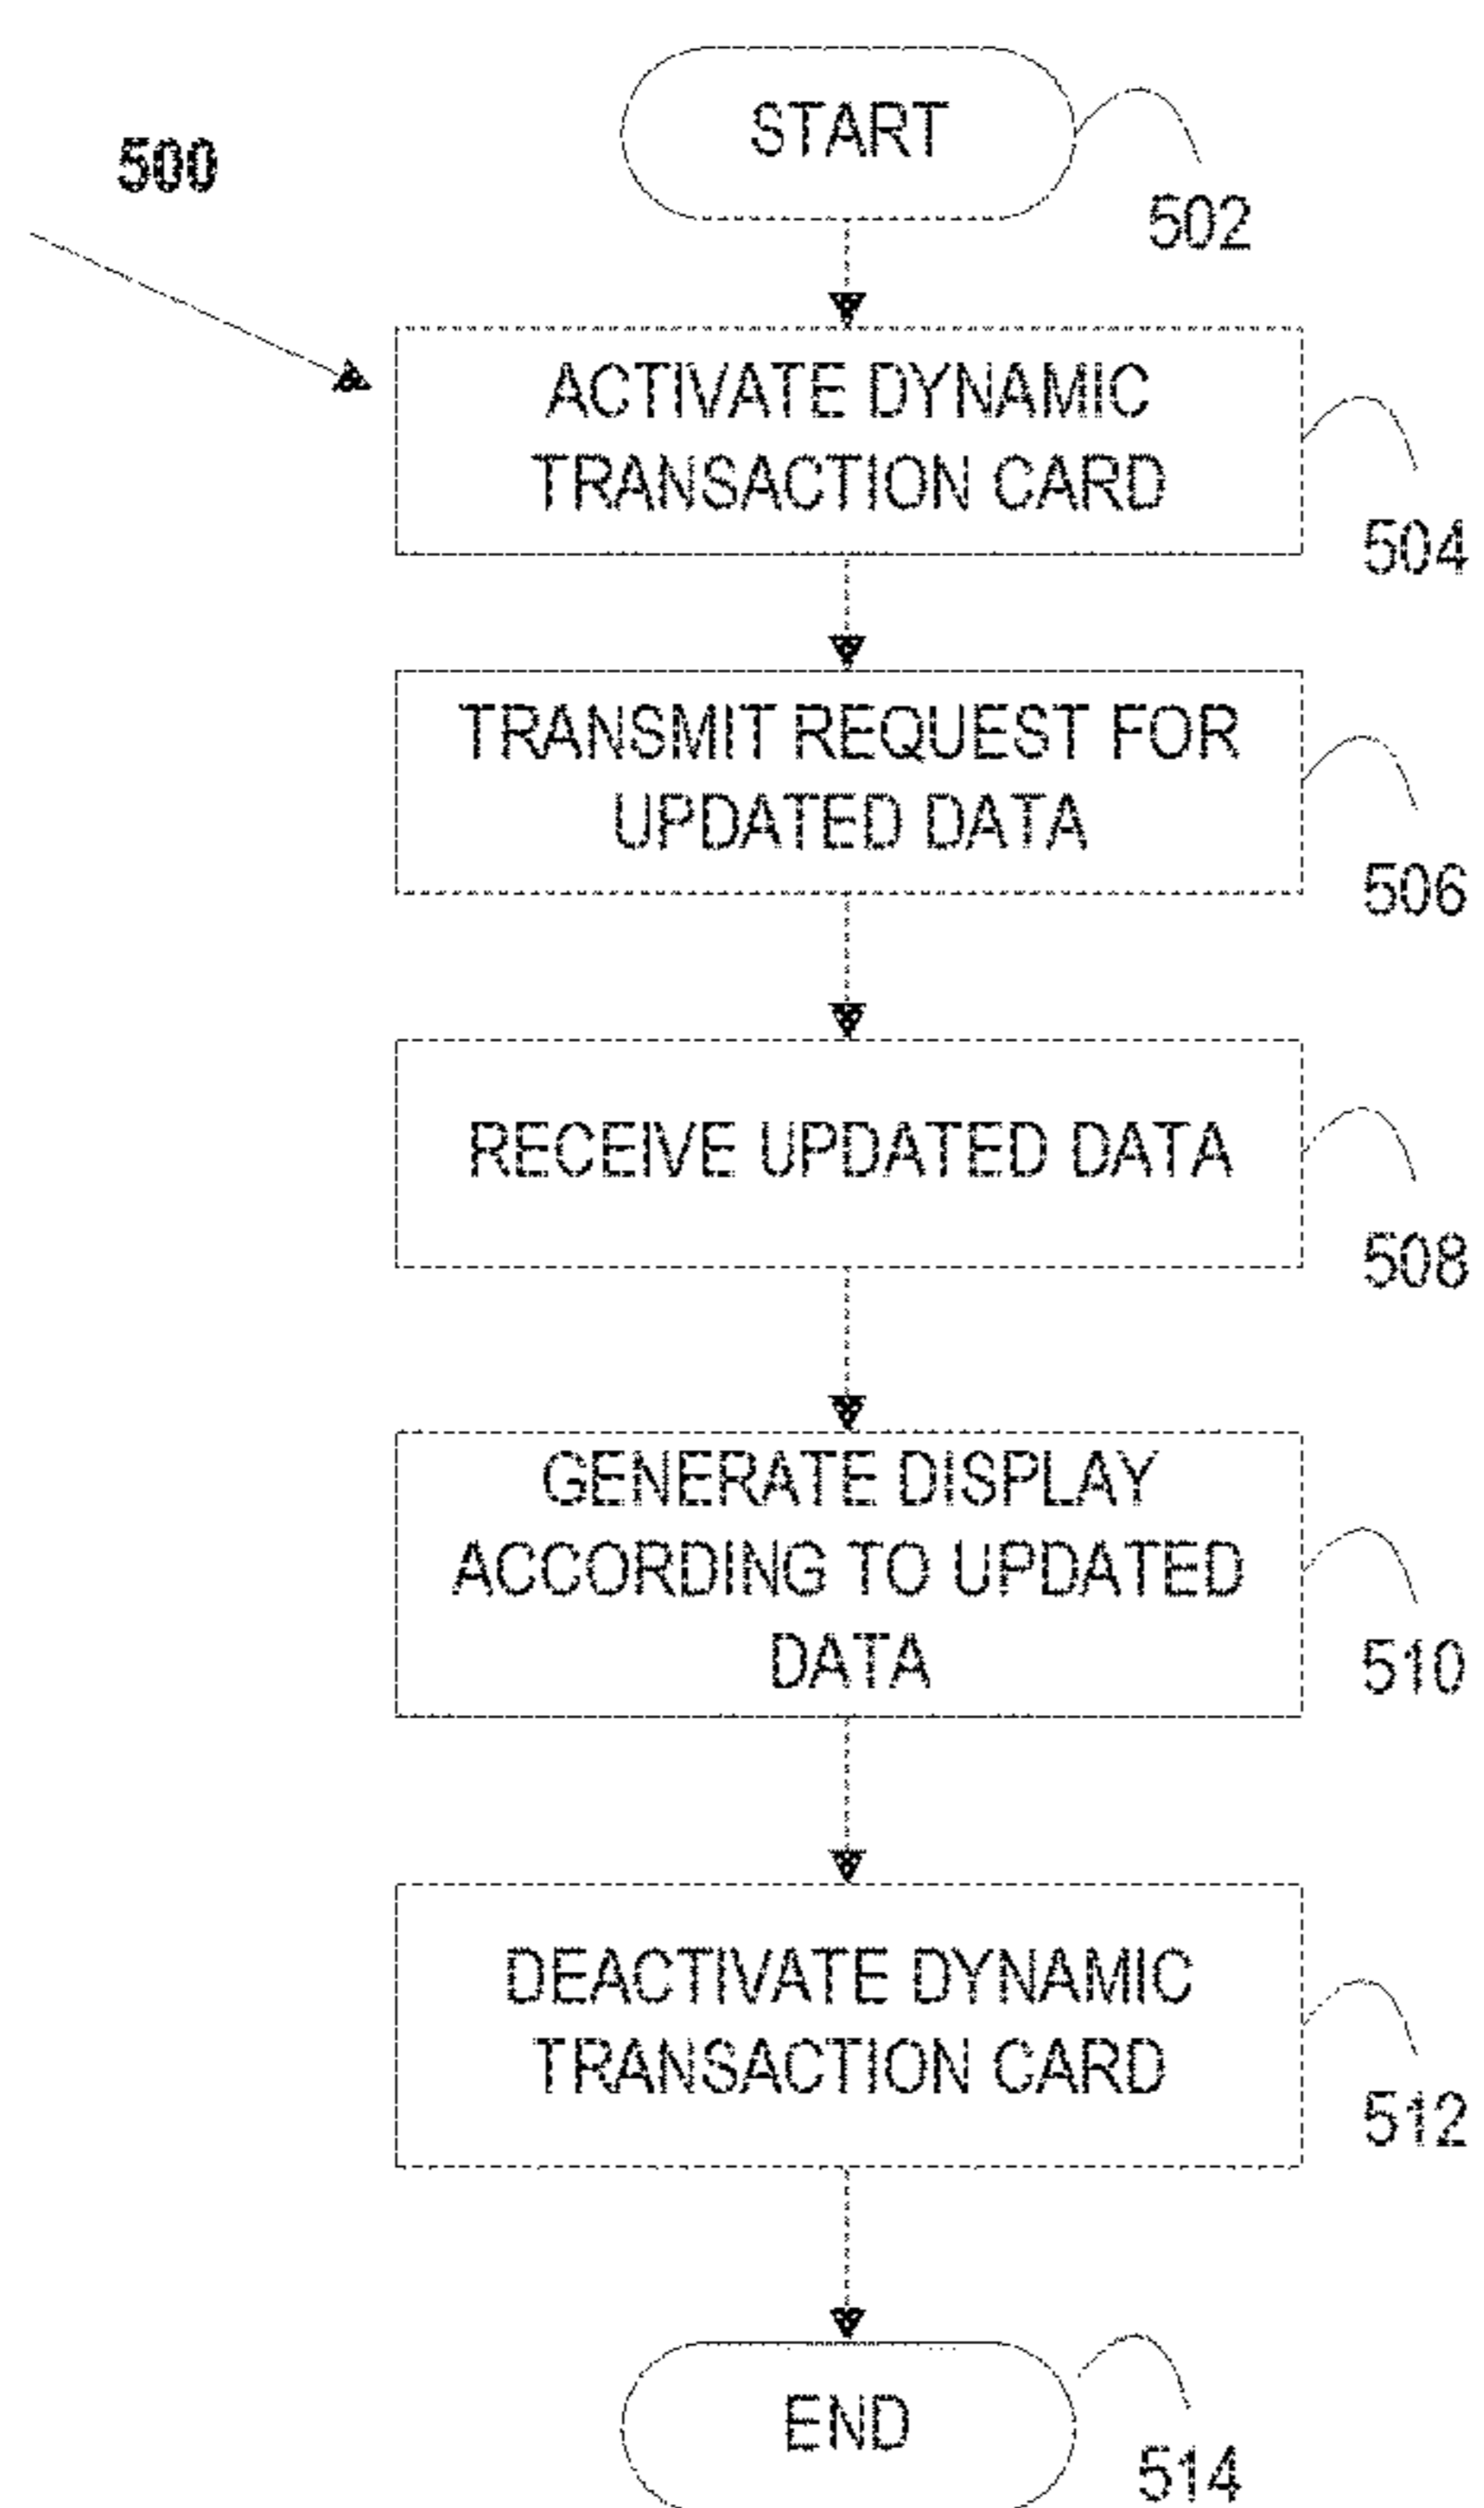 START
500
502
ACTIVATE DYNAMIC
TRANSACTION CARD
504
TRANSMIT REQUEST FOR
UPDATED DATA
506
RECEIVE UPDATED DATA
508
GENERATE DISPLAY
ACCORDING TO UPDATED
DATA
510
DEACTIVATE DYNAMIC
TRANSACTION CARD
512
END
514